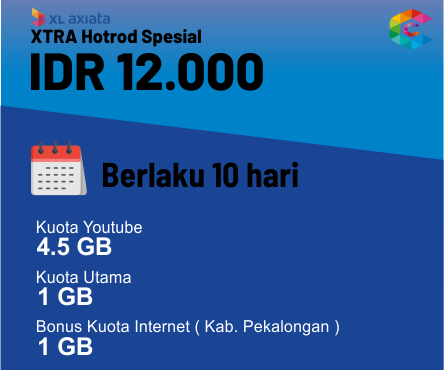 XL axiata
XTRA Hotrod Spesial
IDR 12.000
Berlaku 10 hari
Kuota Youtube
4.5 GB
Kuota Utama
1 GB
Bonus Kuota Internet ( Kab. Pekalongan )
1 GB